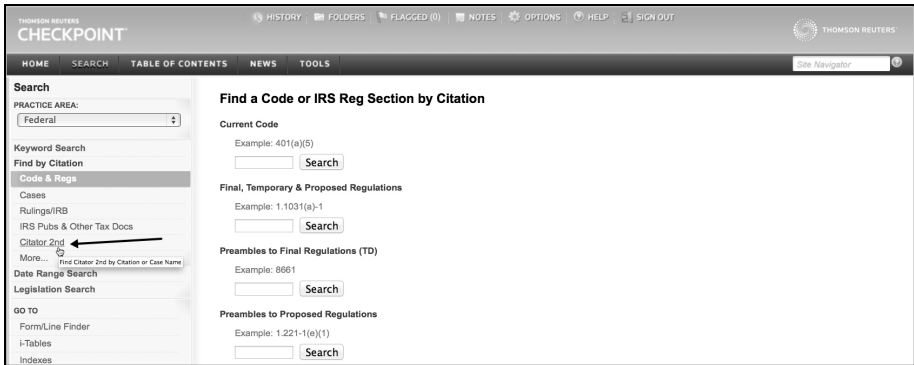 THOMSON REUTERS
CHECKPOINT™
HISTORY FOLDERS FLAGGED (0) NOTES OPTIONS HELP SIGN OUT
THOMSON REUTERS
HOME SEARCH TABLE OF CONTENTS NEWS TOOLS
Site Navigator
Search
PRACTICE AREA:
Federal
Keyword Search
Find by Citation
Code & Regs
Cases
Rulings/IRB
IRS Pubs & Other Tax Docs
Citator 2nd
More...
Find Citator 2nd by Citation or Case Name
Date Range Search
Legislation Search
GO TO
Form/Line Finder
i-Tables
Indexes
Find a Code or IRS Reg Section by Citation
Current Code
Example: 401(a)(5)
Search
Final, Temporary & Proposed Regulations
Example: 1.1031(a)-1
Search
Preambles to Final Regulations (TD)
Example: 8661
Search
Preambles to Proposed Regulations
Example: 1.221-1(e)(1)
Search